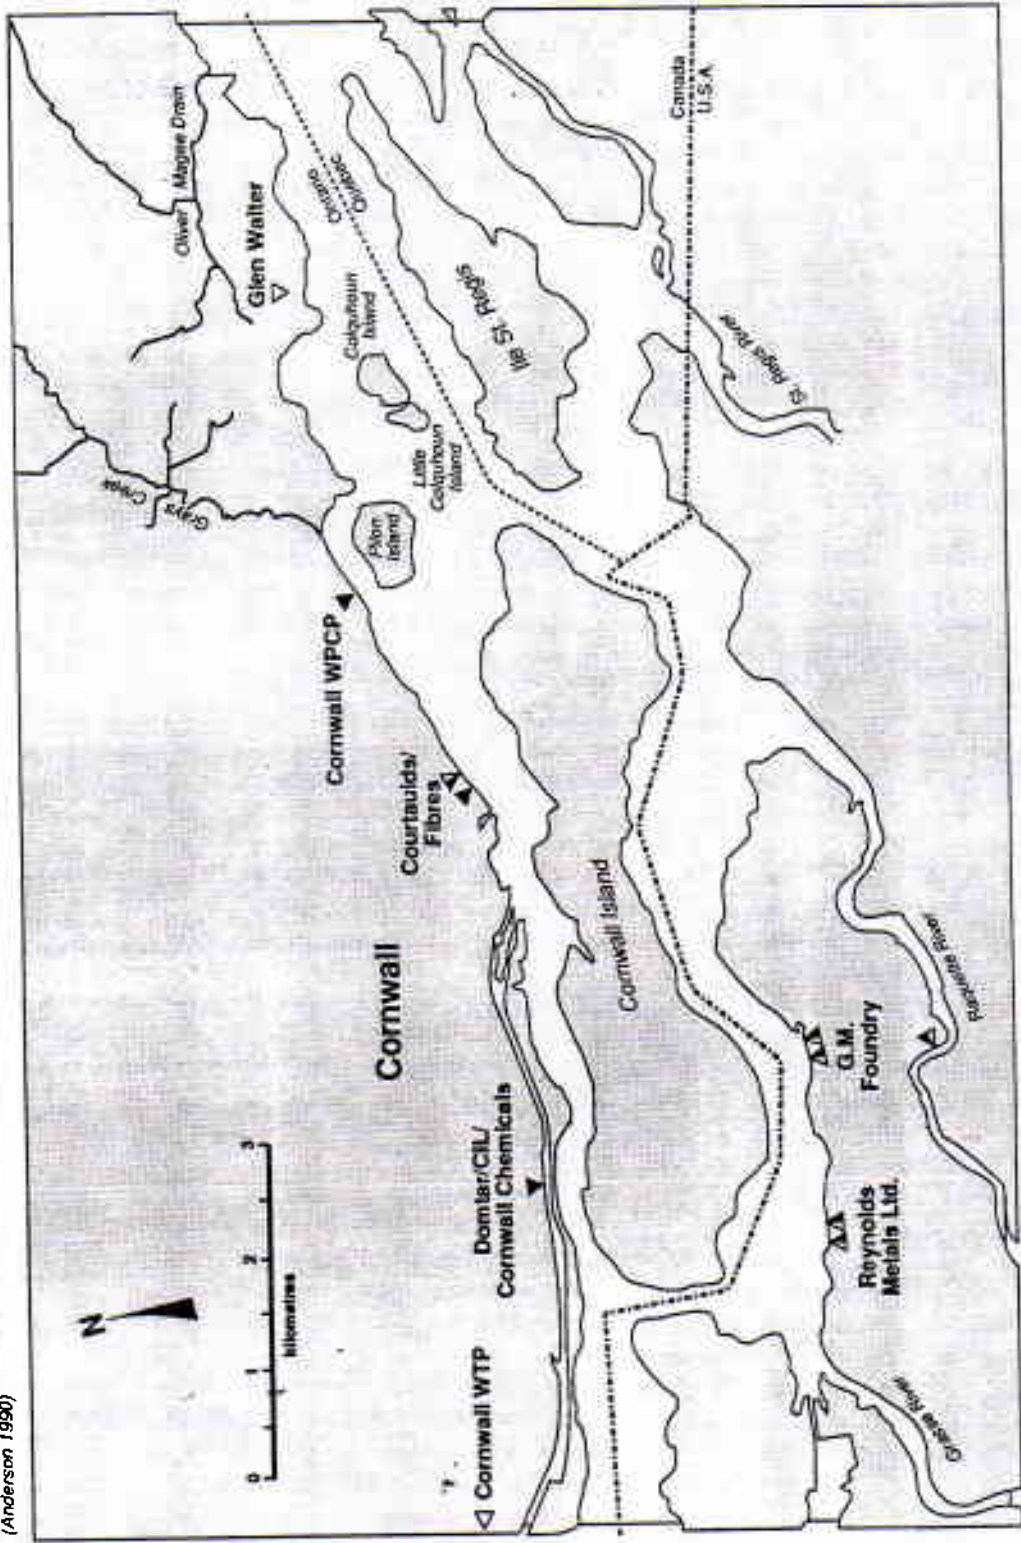 (Anderson 1990)
N
0 1 2 3
kilometres
Cornwall WTP
Domtar/CIL/
Cornwall Chemicals
Cornwall
Courtaulds/
Fibres
Cornwall WPCP
Grays
Creek
Glen Walter
Oliver Magee Drain
Pilon
Island
Little
Colquhoun
Island
Colquhoun
Island
Ontario
Québec
Ile St. Regis
Cornwall Island
Canada
U.S.A.
St. Regis River
Raquette River
G.M.
Foundry
Reynolds
Metals Ltd.
Grasse River